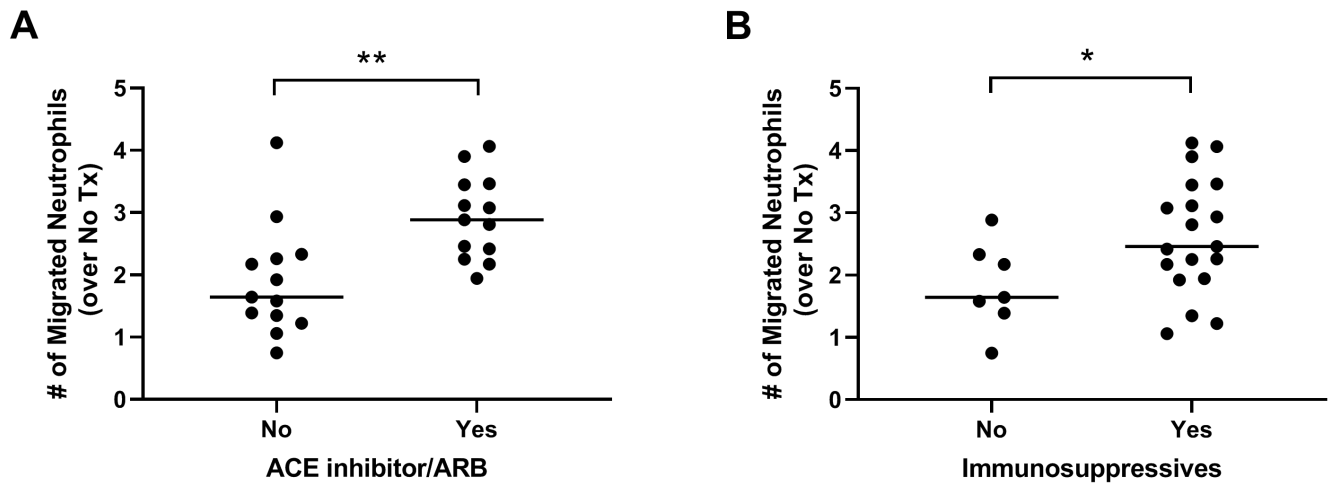 A
**
# of Migrated Neutrophils
(over No Tx)
5
4
3
2
1
0
No
Yes
ACE inhibitor/ARB
B
*
# of Migrated Neutrophils
(over No Tx)
5
4
3
2
1
0
No
Yes
Immunosuppressives